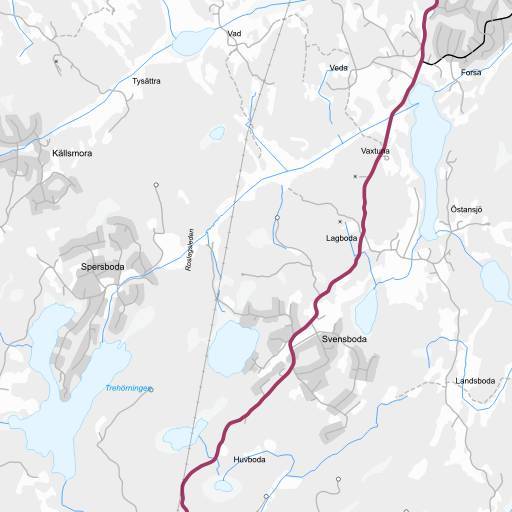 Vad
Veda
Forsa
Tysättra
Vaxtuna
Källsmora
Östansjö
Lagboda
Roslagsleden
Spersboda
Svensboda
Landsboda
Trehörningen
Huvboda